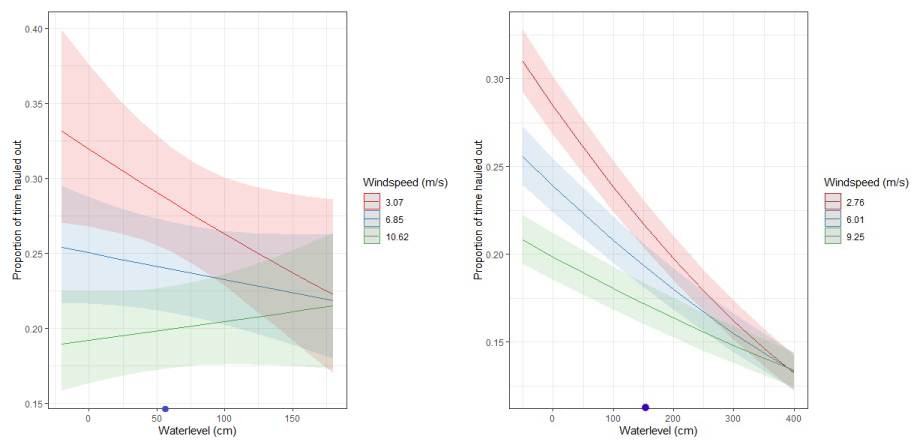 0.40
0.35
0.30
0.25
0.20
0.15
Proportion of time hauled out
0 50 100 150
Waterlevel (cm)
Windspeed (m/s)
3.07
6.85
10.62
0.30
0.25
0.20
0.15
Proportion of time hauled out
0 100 200 300 400
Waterlevel (cm)
Windspeed (m/s)
2.76
6.01
9.25